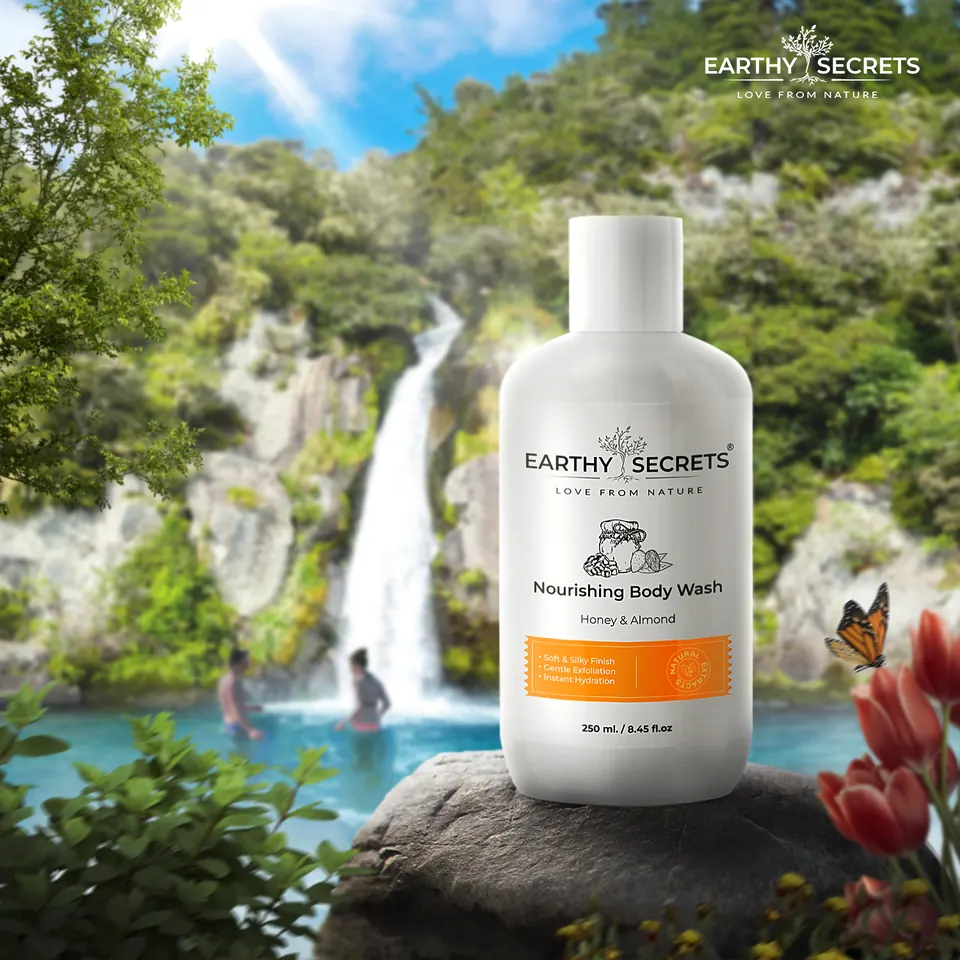 EARTHY SECRETS
LOVE FROM NATURE
EARTHY SECRETS®
LOVE FROM NATURE
Nourishing Body Wash
Honey & Almond
• Soft & Silky Finish
• Gentle Exfoliation
• Instant Hydration
NATURAL EXTRACTS
250 ml. / 8.45 fl.oz